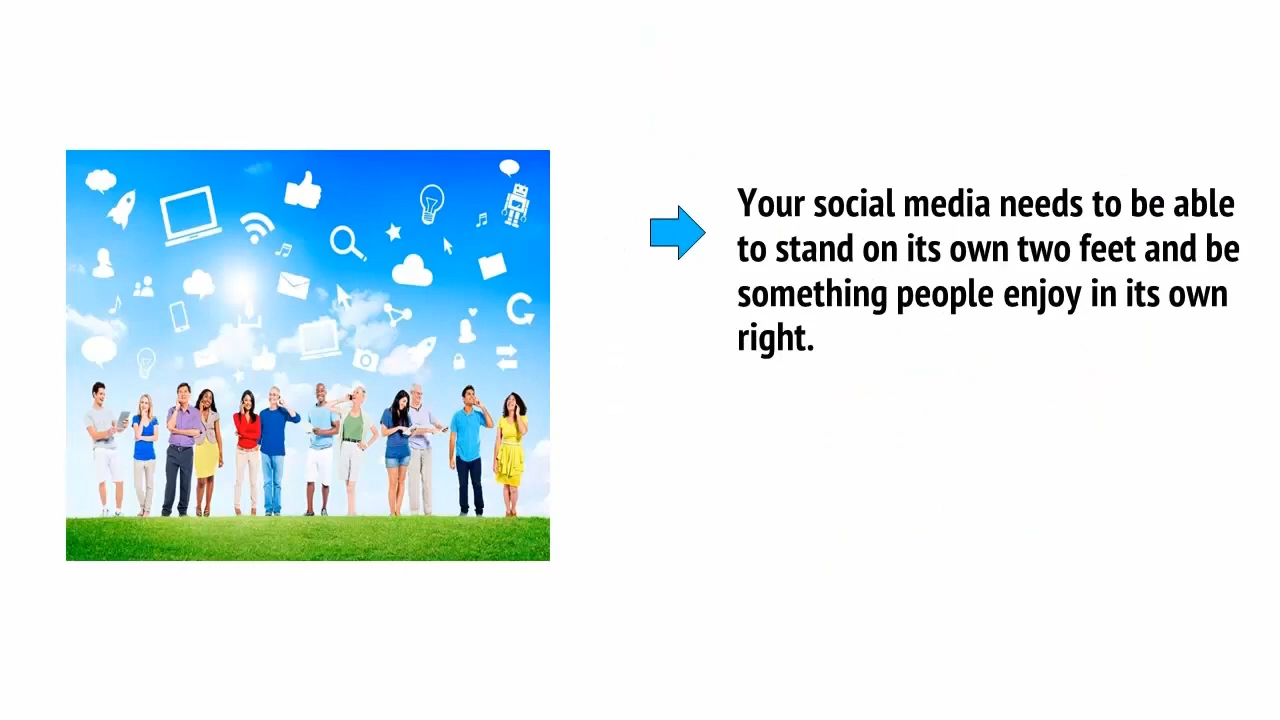 Your social media needs to be able
to stand on its own two feet and be
something people enjoy in its own
right.